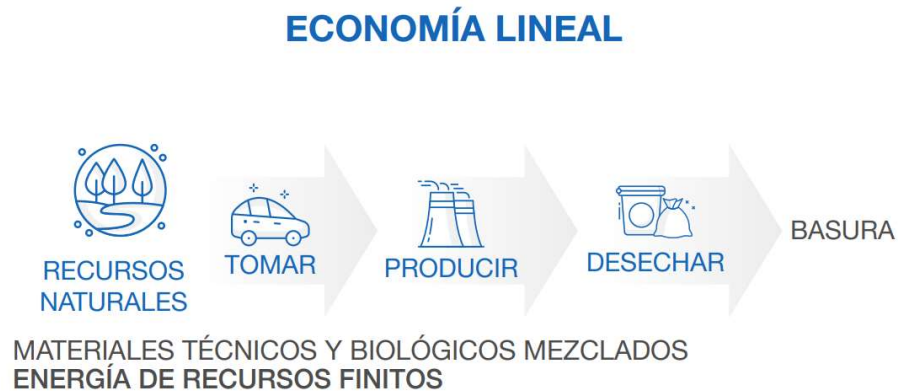 ECONOMÍA LINEAL
RECURSOS
NATURALES
TOMAR
PRODUCIR
DESECHAR
BASURA
MATERIALES TÉCNICOS Y BIOLÓGICOS MEZCLADOS
ENERGÍA DE RECURSOS FINITOS